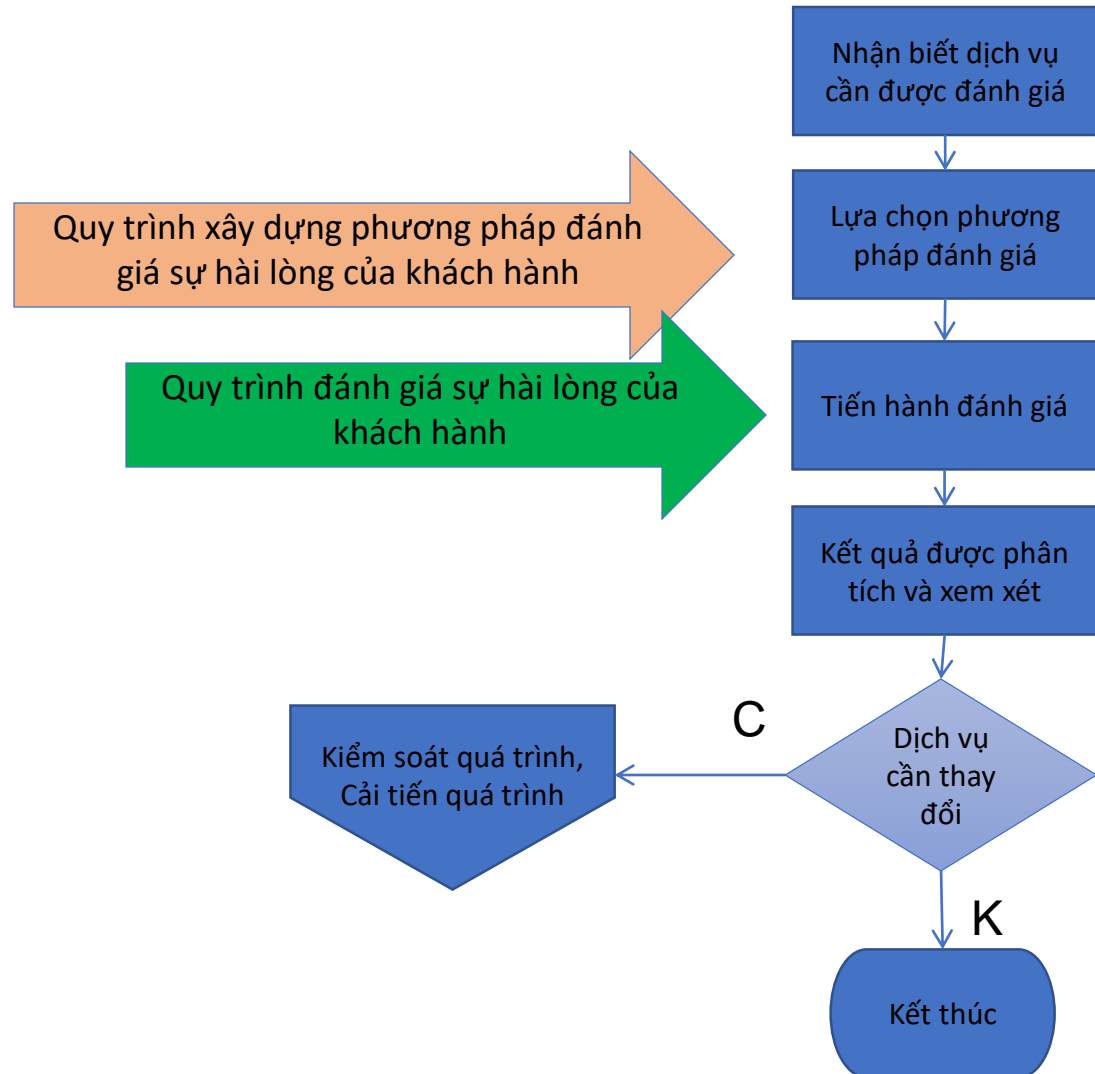 Nhận biết dịch vụ
cần được đánh giá
Quy trình xây dựng phương pháp đánh
giá sự hài lòng của khách hành
Lựa chọn phương
pháp đánh giá
Quy trình đánh giá sự hài lòng của
khách hành
Tiến hành đánh giá
Kết quả được phân
tích và xem xét
C
Dịch vụ
cần thay
đổi
Kiểm soát quá trình,
Cải tiến quá trình
K
Kết thúc